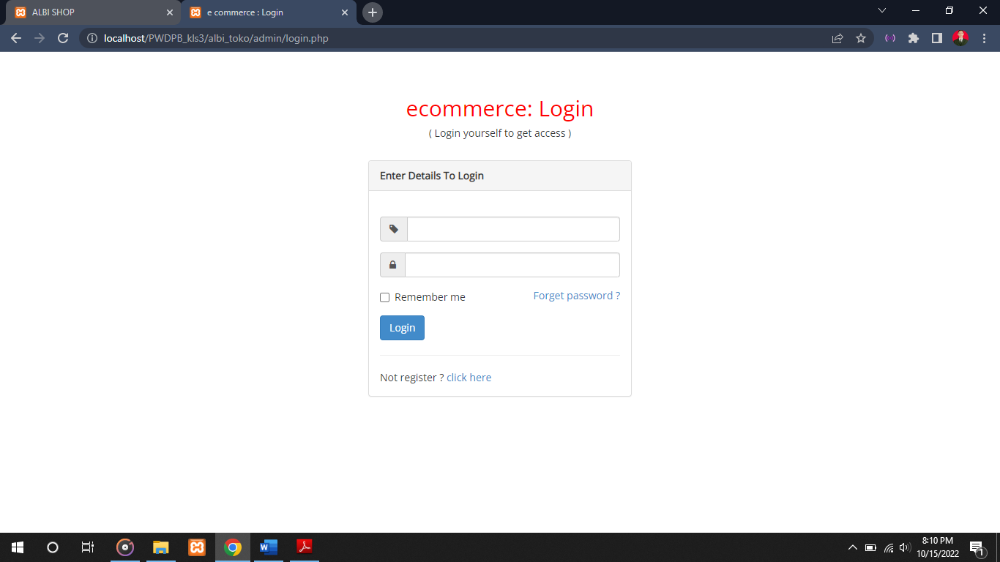 ALBI SHOP
e commerce : Login
localhost/PWDPB_kls3/albi_toko/admin/login.php
ecommerce: Login
( Login yourself to get access )
Enter Details To Login
Remember me
Forget password ?
Login
Not register ? click here
8:10 PM
10/15/2022
1